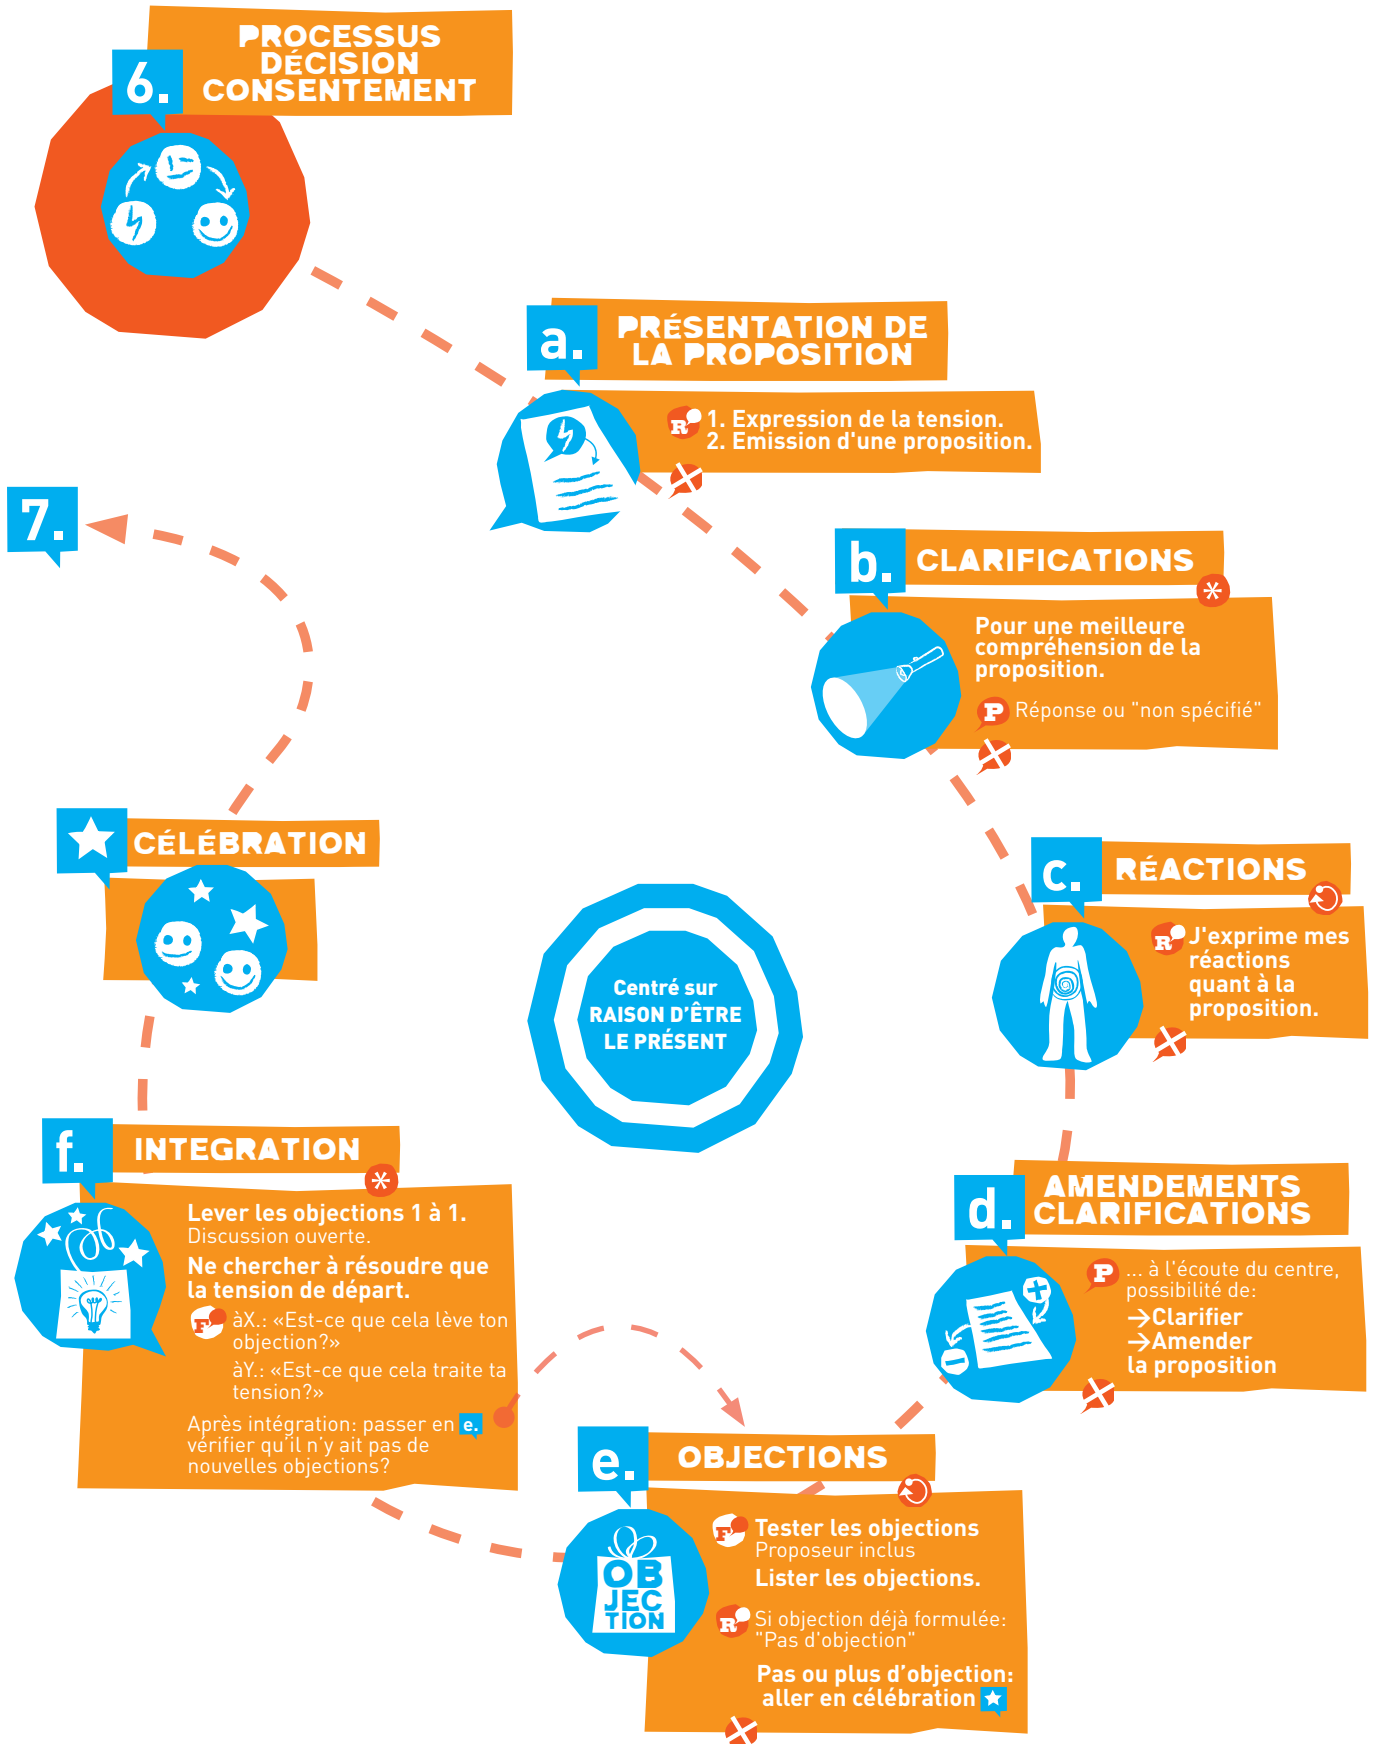 6.
PROCESSUS
DÉCISION
CONSENTEMENT
a.
PRÉSENTATION DE
LA PROPOSITION
R 1. Expression de la tension.
2. Emission d'une proposition.
b.
CLARIFICATIONS
*
Pour une meilleure
compréhension de la
proposition.
P Réponse ou "non spécifié"
c.
RÉACTIONS
R J'exprime mes
réactions
quant à la
proposition.
d.
AMENDEMENTS
CLARIFICATIONS
P ... à l'écoute du centre,
possibilité de:
→Clarifier
→Amender
la proposition
e.
OBJECTIONS
F Tester les objections
Proposeur inclus
Lister les objections.
R Si objection déjà formulée:
"Pas d'objection"
Pas ou plus d'objection:
aller en célébration
OB
JEC
TION
f.
INTEGRATION
*
Lever les objections 1 à 1.
Discussion ouverte.
Ne chercher à résoudre que
la tension de départ.
F àX.: «Est-ce que cela lève ton
objection?»
àY.: «Est-ce que cela traite ta
tension?»
Après intégration: passer en e.
vérifier qu'il n'y ait pas de
nouvelles objections?
CÉLÉBRATION
7.
Centré sur
RAISON D'ÊTRE
LE PRÉSENT